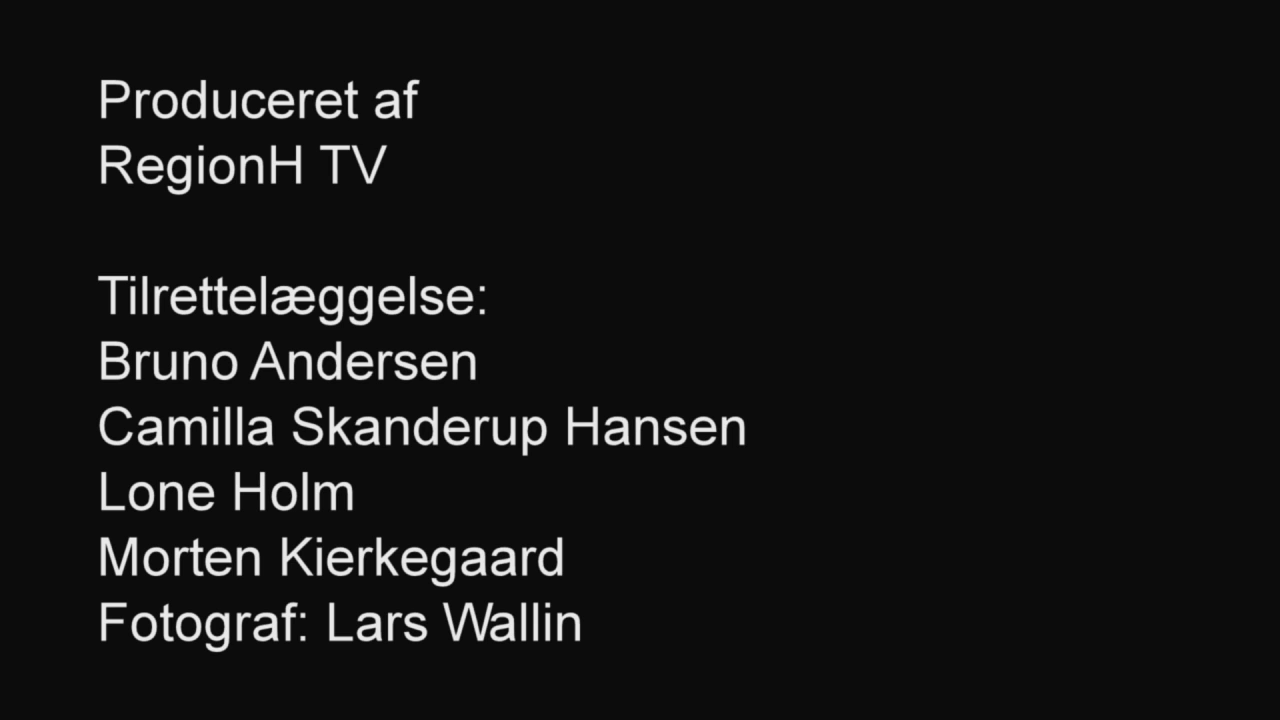 Produceret af
RegionH TV
Tilrettelæggelse:
Bruno Andersen
Camilla Skanderup Hansen
Lone Holm
Morten Kierkegaard
Fotograf: Lars Wallin